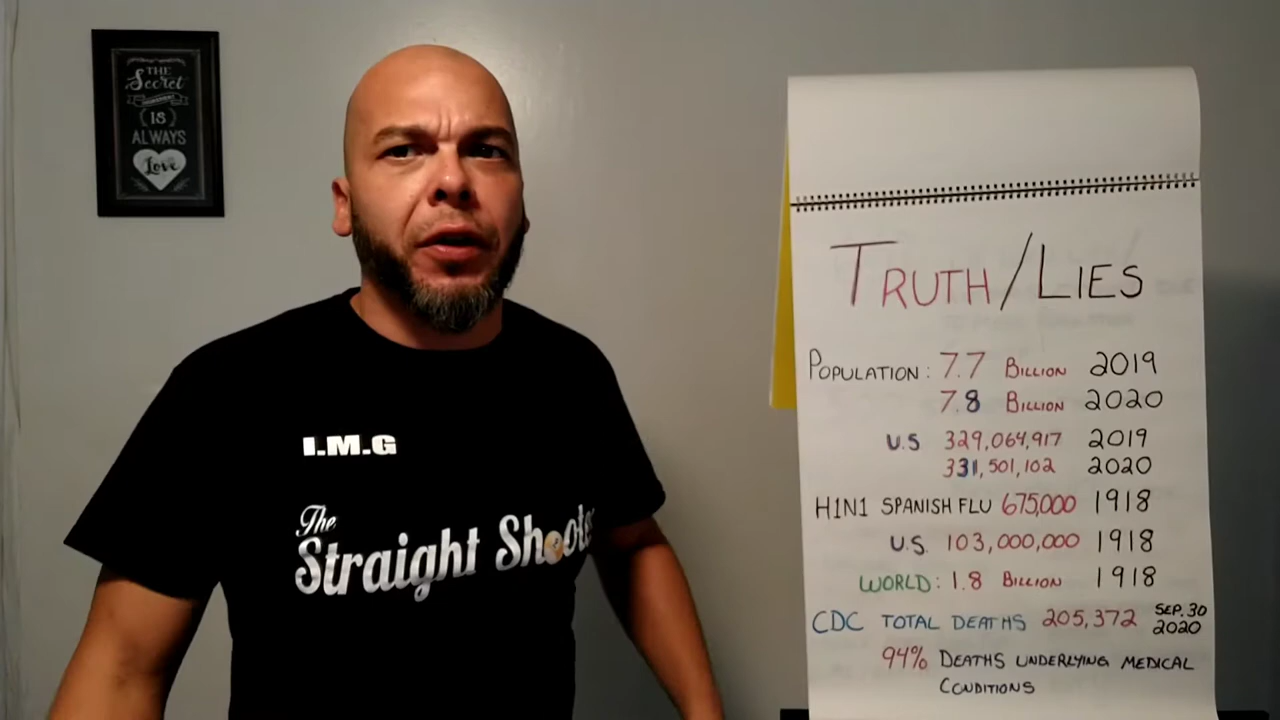 THE
Secret
IS
ALWAYS
Love
I.M.G
The
Straight Shoote
TRUTH/LIES
POPULATION: 7.7 BILLION 2019
7.8 BILLION 2020
U.S 329,064,917 2019
331,501,102 2020
H1N1 SPANISH FLU 675,000 1918
U.S. 103,000,000 1918
WORLD: 1.8 BILLION 1918
CDC TOTAL DEATHS 205,372 SEP. 30 2020
94% DEATHS UNDERLYING MEDICAL
CONDITIONS